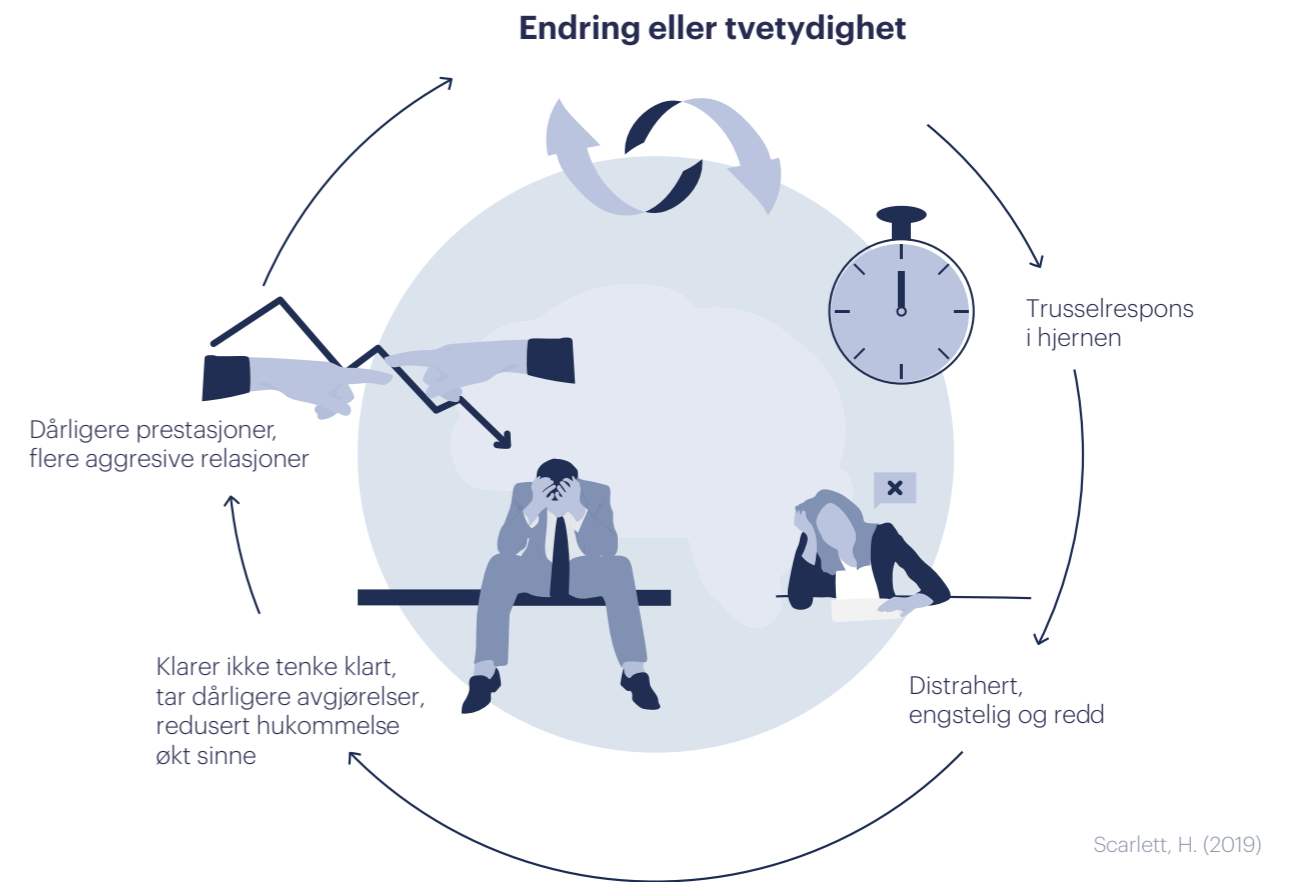 Endring eller tvetydighet
Trusselrespons
i hjernen
Distrahert,
engstelig og redd
Klarer ikke tenke klart,
tar dårligere avgjørelser,
redusert hukommelse
økt sinne
Dårligere prestasjoner,
flere aggresive relasjoner
Scarlett, H. (2019)